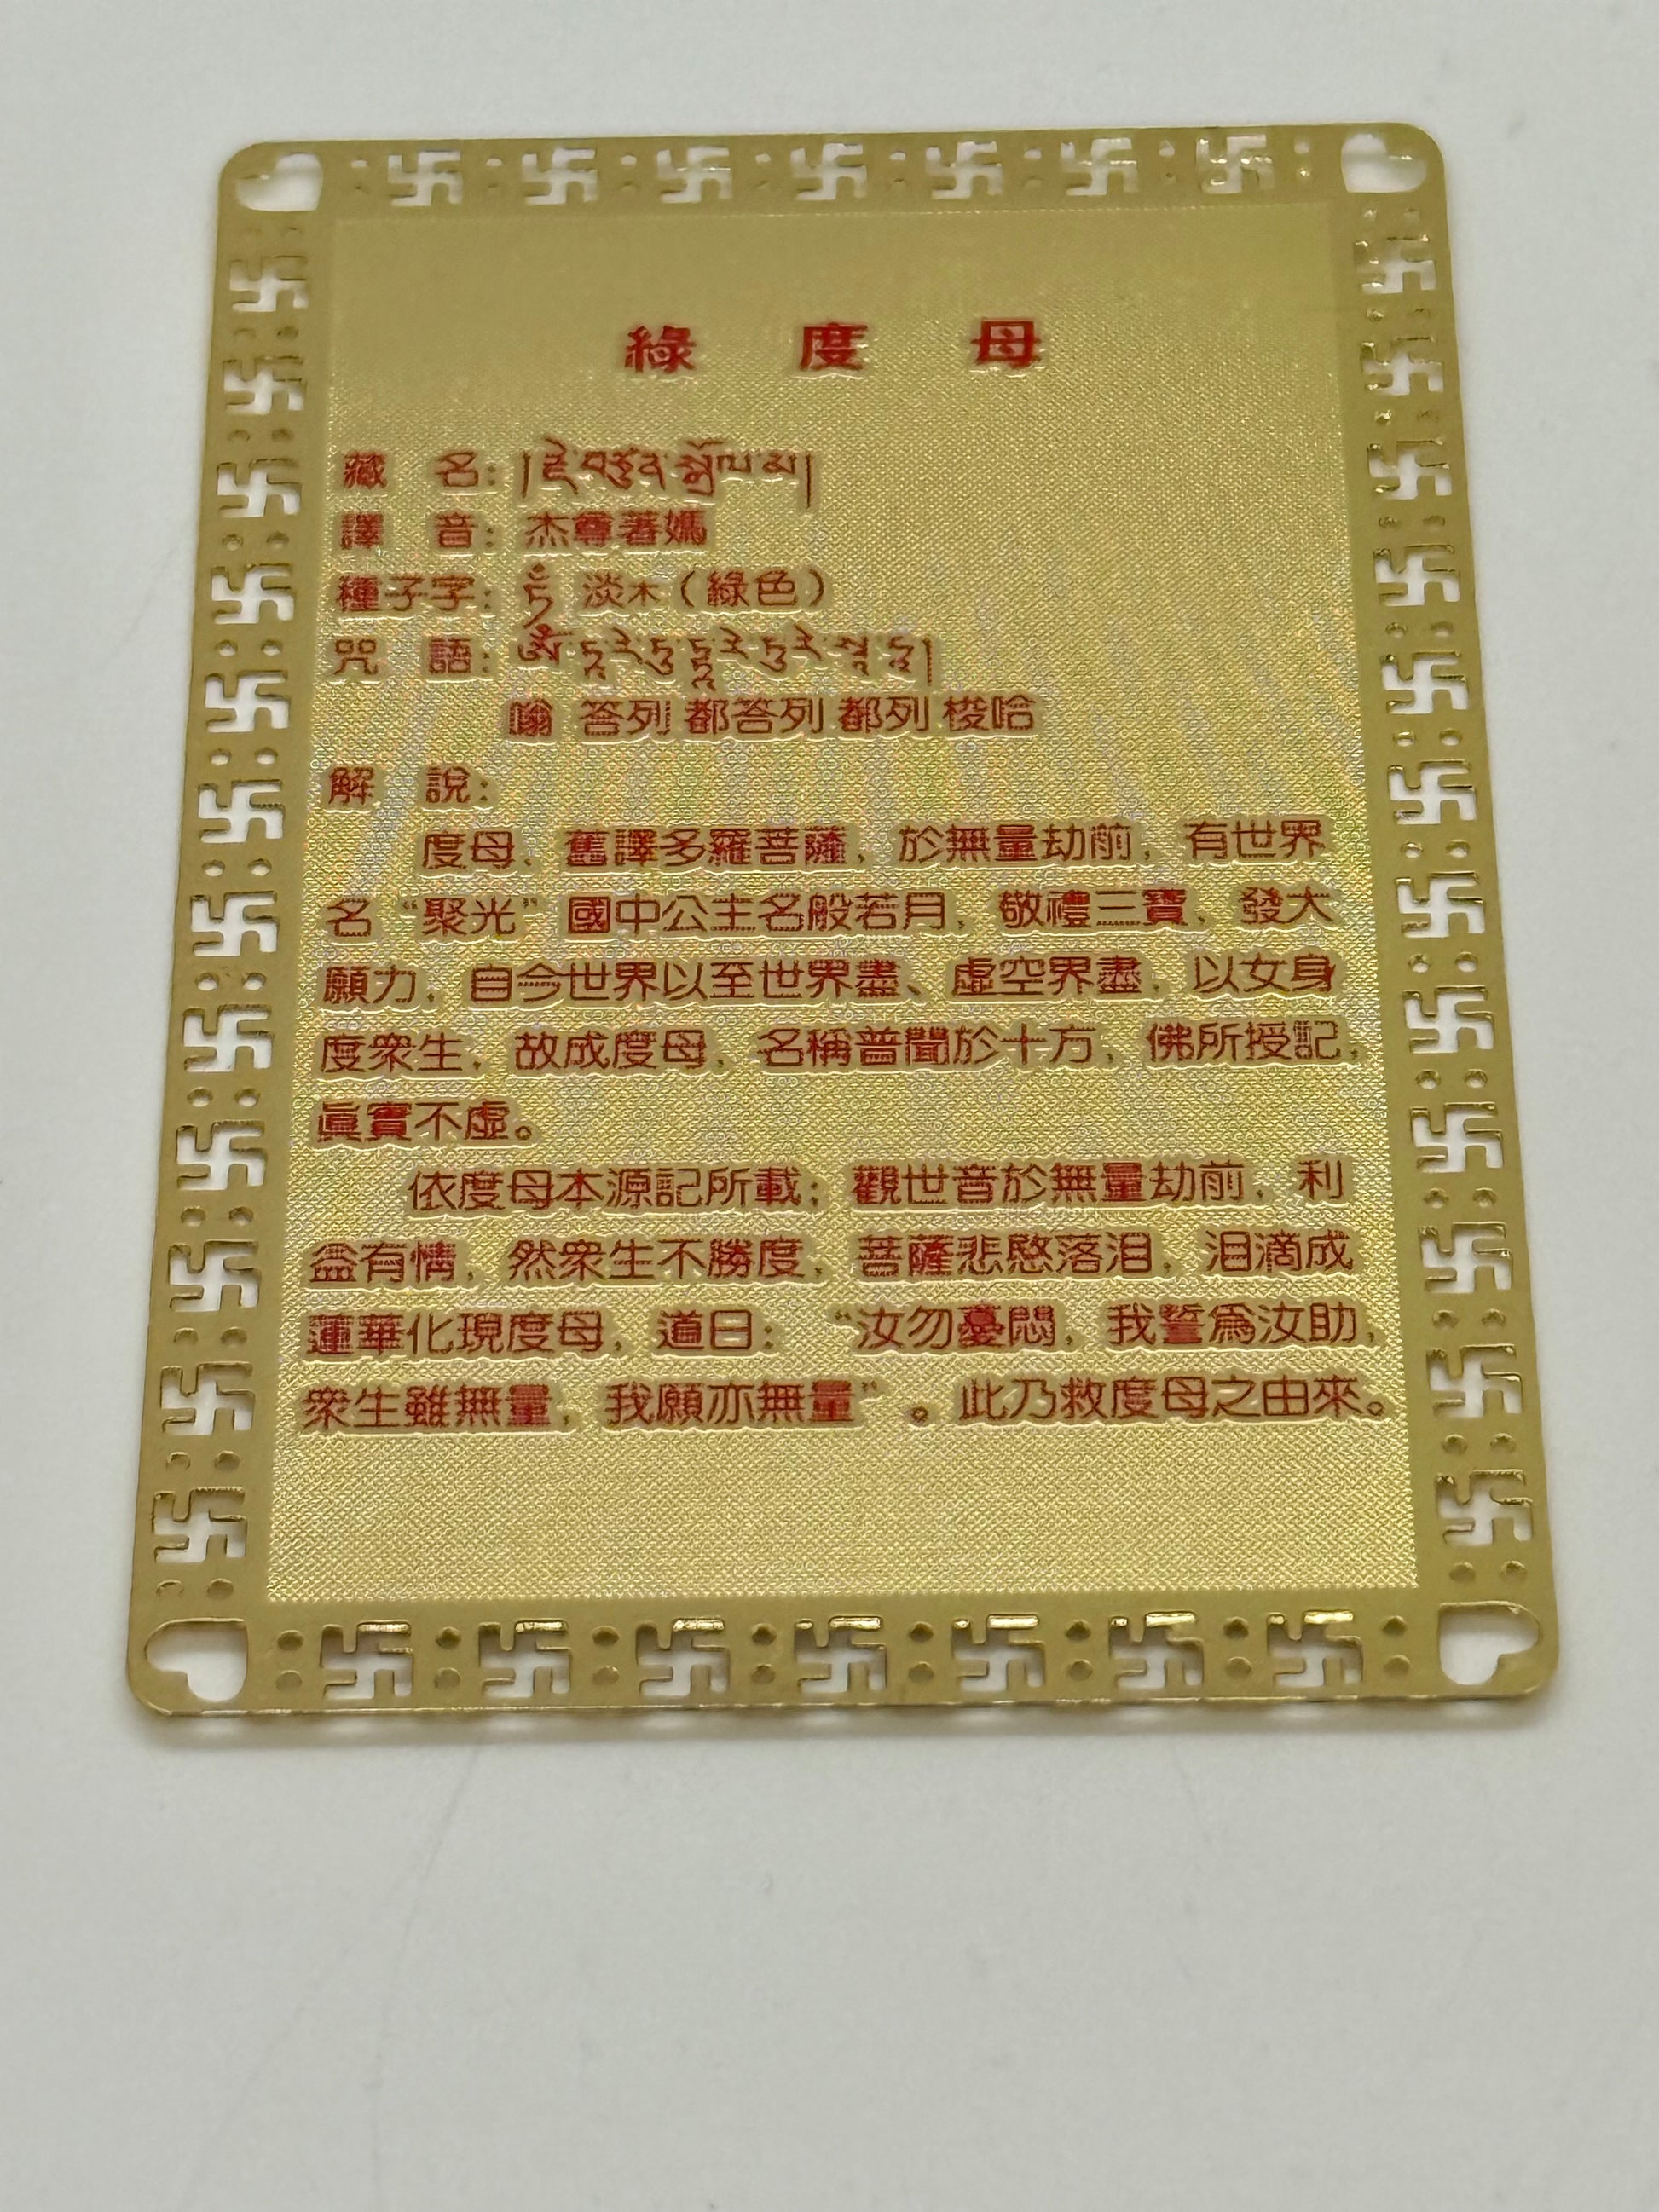 綠 度 母
藏 名：།རྗེ་བཙུན་སྒྲོལ་མ།
譯 音：杰尊著嫣
種子字： 淡木（綠色）
咒 語：
嗡 答列 都答列 都列 梭哈
解 說：
度母、舊譯多羅菩薩，於無量劫前，有世界
名“聚光”國中公主名般若月，敬禮三寶、發大
願力，自今世界以至世界盡、虛空界盡，以女身
度衆生，故成度母，名稱普聞於十方，佛所授記，
眞實不虛。
依度母本源記所載；觀世音於無量劫前，利
益有情，然衆生不勝度，菩薩悲愍落泪，泪滴成
蓮華化現度母，道曰：“汝勿憂悶，我誓爲汝助，
衆生雖無量，我願亦無量”。此乃救度母之由來。